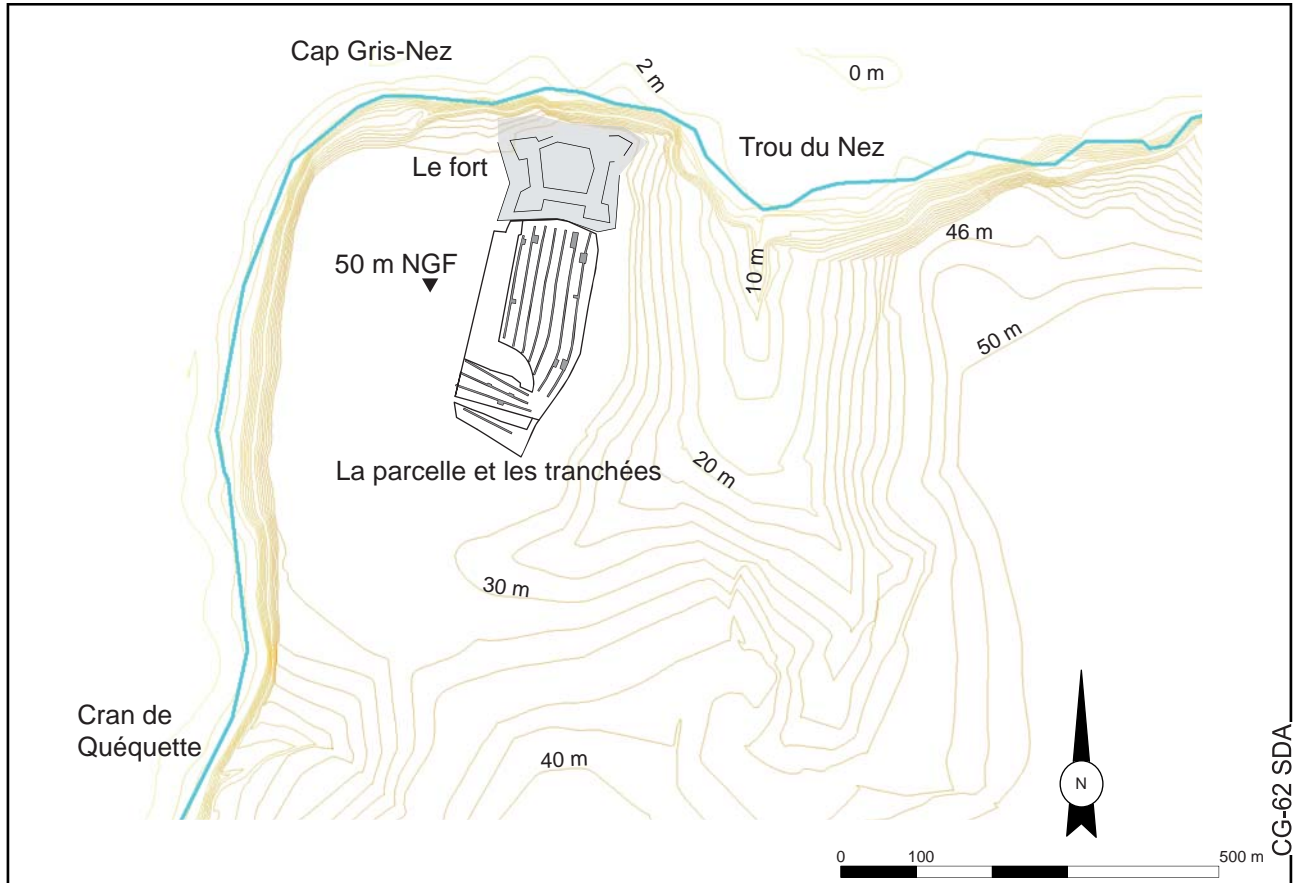 Cap Gris-Nez
2 m
0 m
Trou du Nez
Le fort
46 m
50 m NGF
10 m
50 m
La parcelle et les tranchées
20 m
30 m
Cran de
Quéquette
40 m
N
CG-62 SDA
0 100 500 m